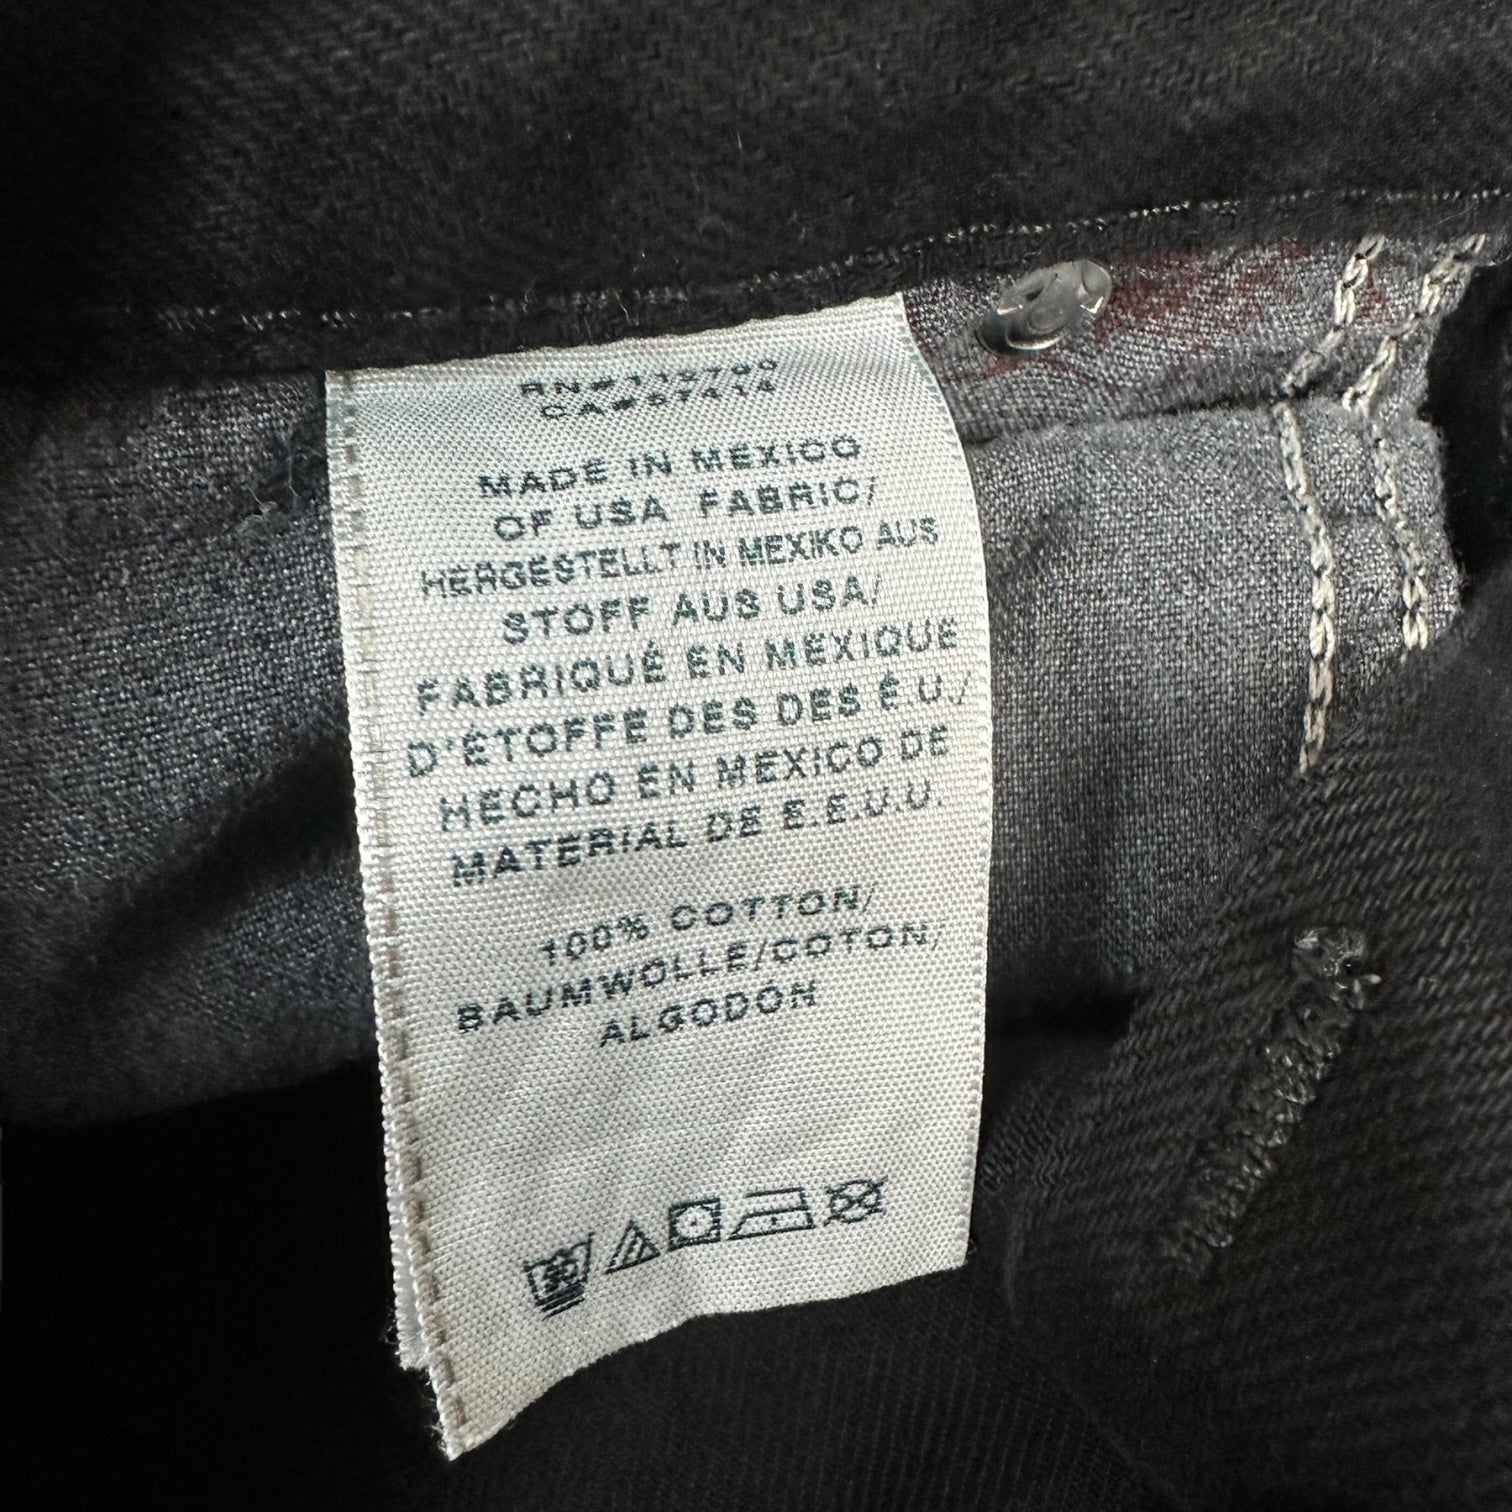 MADE IN MEXICO
OF USA FABRIC/
HERGESTELLT IN MEXIKO AUS
STOFF AUS USA/
FABRIQUÉ EN MEXIQUE
D'ÉTOFFE DES DES É.U./
HECHO EN MEXICO DE
MATERIAL DE E.E.U.U.
100% COTTON/
BAUMWOLLE/COTON/
ALGODON
30